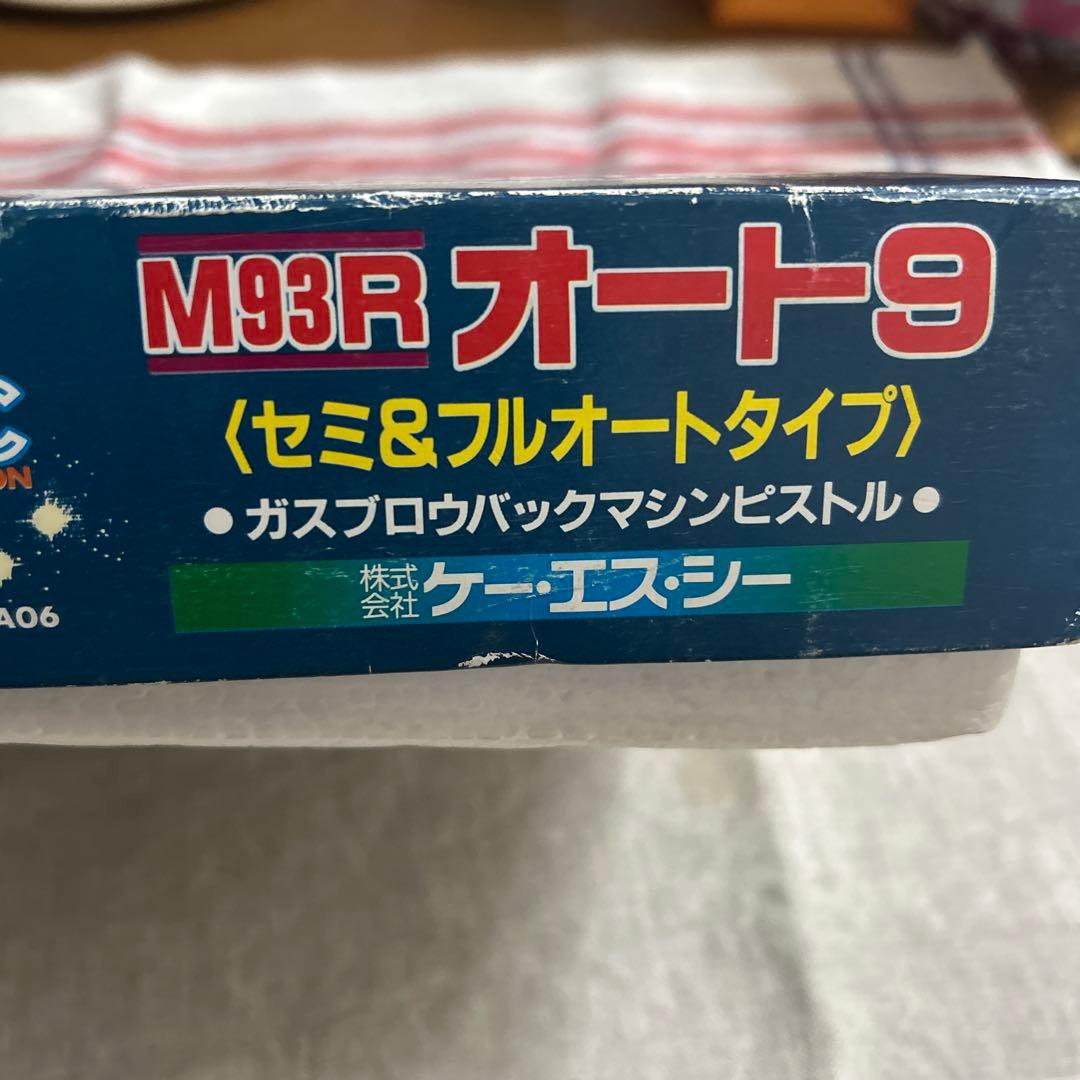 M93R オート9
〈セミ&フルオートタイプ〉
●ガスブロウバックマシンピストル●
株式会社 ケー・エス・シー
A06